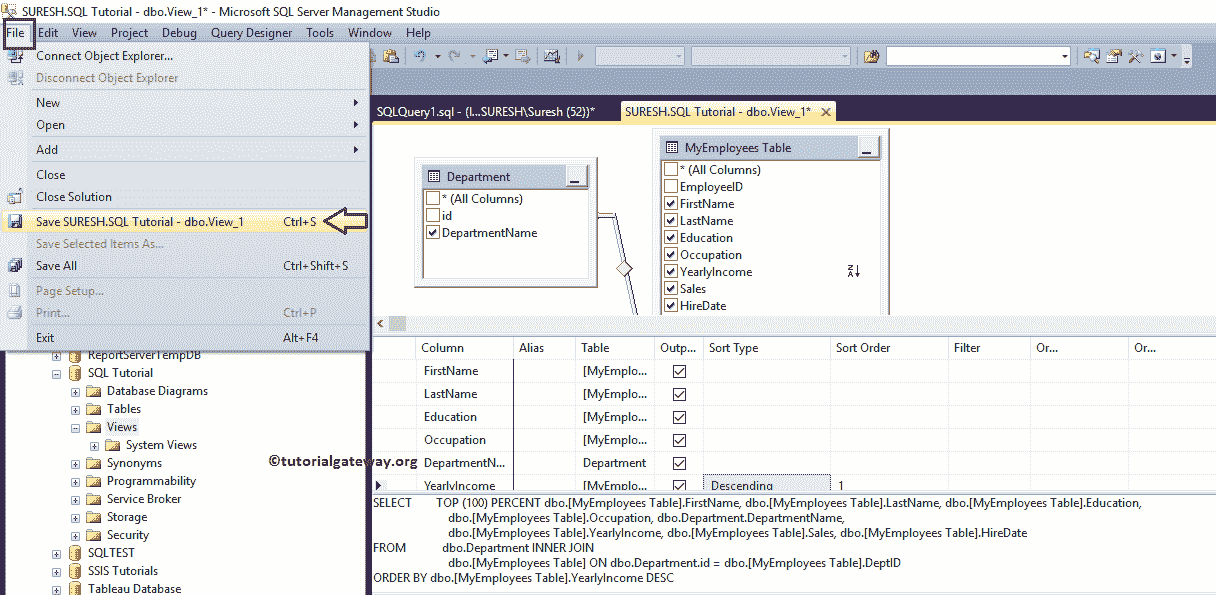 SURESH.SQL Tutorial - dbo.View_1* - Microsoft SQL Server Management Studio
File Edit View Project Debug Query Designer Tools Window Help
Connect Object Explorer...
Disconnect Object Explorer
New
Open
Add
Close
Close Solution
Save SURESH.SQL Tutorial - dbo.View_1 Ctrl+S
Save Selected Items As...
Save All Ctrl+Shift+S
Page Setup...
Print... Ctrl+P
Exit Alt+F4
ReportServerTempDB
SQL Tutorial
Database Diagrams
Tables
Views
System Views
Synonyms
Programmability
Service Broker
Storage
Security
SQLTEST
SSIS Tutorials
Tableau Database
SQLQuery1.sql - (l...SURESH\Suresh (52))* SURESH.SQL Tutorial - dbo.View_1*
Department
* (All Columns)
id
DepartmentName
MyEmployees Table
* (All Columns)
EmployeeID
FirstName
LastName
Education
Occupation
YearlyIncome
Sales
HireDate
Column Alias Table Outp... Sort Type Sort Order Filter Or... Or...
FirstName [MyEmplo...
LastName [MyEmplo...
Education [MyEmplo...
Occupation [MyEmplo...
DepartmentN... Department
YearlyIncome [MyEmplo... Descending 1
©tutorialgateway.org
SELECT TOP (100) PERCENT dbo.[MyEmployees Table].FirstName, dbo.[MyEmployees Table].LastName, dbo.[MyEmployees Table].Education,
dbo.[MyEmployees Table].Occupation, dbo.Department.DepartmentName,
dbo.[MyEmployees Table].YearlyIncome, dbo.[MyEmployees Table].Sales, dbo.[MyEmployees Table].HireDate
FROM dbo.Department INNER JOIN
dbo.[MyEmployees Table] ON dbo.Department.id = dbo.[MyEmployees Table].DeptID
ORDER BY dbo.[MyEmployees Table].YearlyIncome DESC